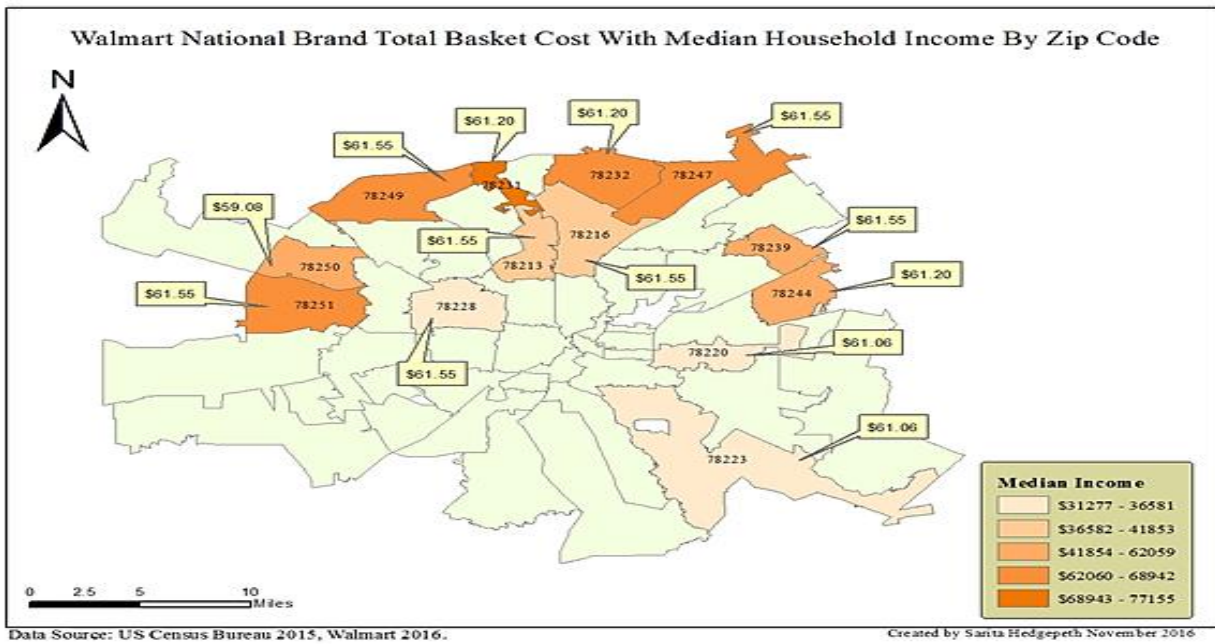 Walmart National Brand Total Basket Cost With Median Household Income By Zip Code
N
$61.20
$61.20
$61.55
$61.55
78231
78232
78247
78249
$59.08
$61.55
78216
$61.55
78239
78250
78213
$61.55
$61.20
$61.55
78251
78228
78244
$61.06
78220
$61.55
$61.06
78223
Median Income
$31277 - 36581
$36582 - 41853
$41854 - 62059
$62060 - 68942
$68943 - 77155
0 2.5 5 10
Miles
Data Source: US Census Bureau 2015, Walmart 2016.
Created by Sarita Hedgepeth November 2016